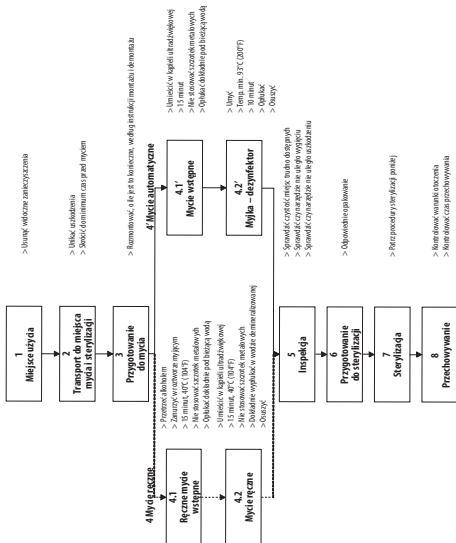 1
Miejsce użycia
> Usunąć widoczne zanieczyszczenia
2
Transport do miejsca
mycia i sterylizacji
> Unikać uszkodzenia
> Skrócić do minimum czas przed myciem
3
Przygotowanie
do mycia
> Rozmontować, o ile jest to konieczne, według instrukcji montażu i demontażu
4 Mycie ręczne
4.1
Ręczne mycie
wstępne
> Przetrzeć alkoholem
> Zanurzyć w roztworze myjącym
> 15 minut, 40°C (104°F)
> Nie stosować szczotek metalowych
> Opłukać dokładnie pod bieżącą wodą
4.2
Mycie ręczne
> Umieścić w kąpieli ultradźwiękowej
> 15 minut, 40°C (104°F)
> Nie stosować szczotek metalowych
> Dokładnie wypłukać w wodzie demineralizowanej
> Osuszyć
4' Mycie automatyczne
4.1'
Mycie wstępne
> Umieścić w kąpieli ultradźwiękowej
> 15 minut
> Nie stosować szczotek metalowych
> Opłukać dokładnie pod bieżącą wodą
4.2'
Myjka – dezynfektor
> Umyć
> Temp. min. 93°C (200°F)
> 10 minut
> Opłukać
> Osuszyć
5
Inspekcja
> Sprawdzić czystość miejsc trudno dostępnych
> Sprawdzić czy narzędzie nie uległo wygięciu
> Sprawdzić czy narzędzie nie uległo uszkodzeniu
6
Przygotowanie
do sterylizacji
> Odpowiednie opakowanie
7
Sterylizacja
> Patrz procedury sterylizacji poniżej
8
Przechowywanie
> Kontrolować warunki otoczenia
> Kontrolować czas przechowywania